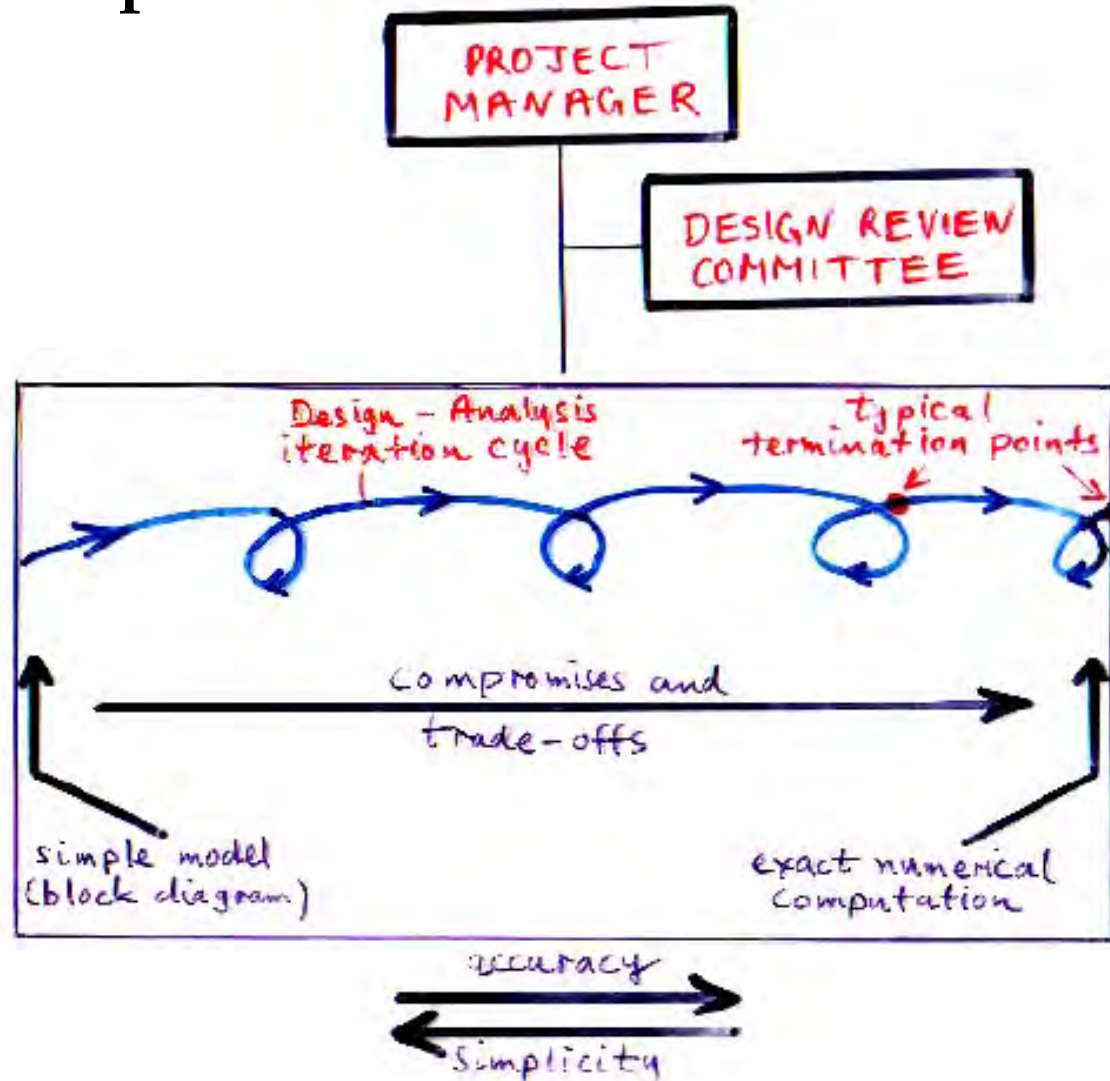 PROJECT
MANAGER
DESIGN REVIEW
COMMITTEE
Design - Analysis
iteration cycle
typical
termination points
compromises and
trade-offs
simple model
(block diagram)
exact numerical
computation
accuracy
simplicity